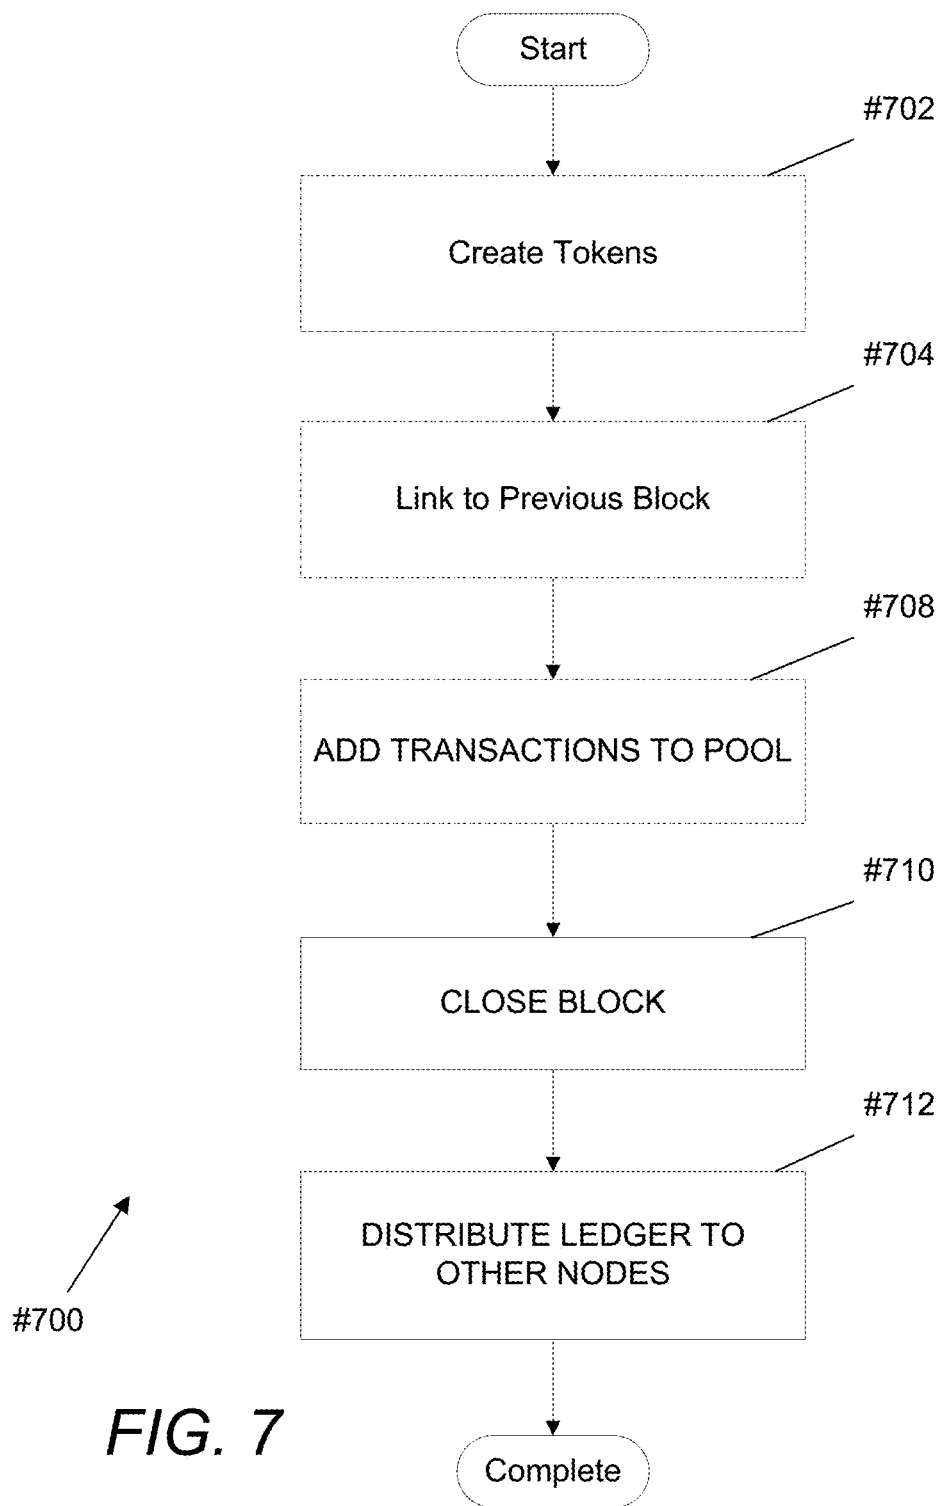 Start
#702
Create Tokens
#704
Link to Previous Block
#708
ADD TRANSACTIONS TO POOL
#710
CLOSE BLOCK
#712
DISTRIBUTE LEDGER TO
OTHER NODES
#700
FIG. 7
Complete